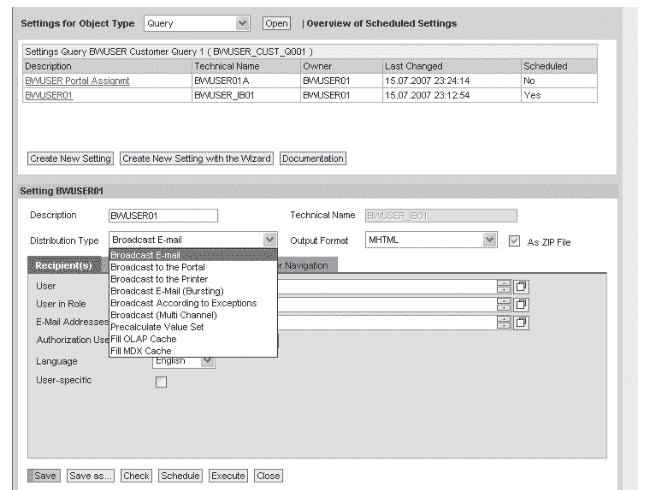 Settings for Object Type Query Open | Overview of Scheduled Settings
Settings Query BWUSER Customer Query 1 ( BWUSER_CUST_Q001 )
Description Technical Name Owner Last Changed Scheduled
BWUSER Portal Assignmt BWUSER01A BWUSER01 15.07.2007 23:24:14 No
BWUSER01 BWUSER_IB01 BWUSER01 15.07.2007 23:12:54 Yes
Create New Setting Create New Setting with the Wizard Documentation
Setting BWUSER01
Description BWUSER01 Technical Name BWUSER_IB01
Distribution Type Broadcast E-mail Output Format MHTML As ZIP File
Broadcast E-mail
Recipient(s) Broadcast to the Portal r Navigation
Broadcast to the Printer
User Broadcast E-Mail (Bursting)
User in Role Broadcast According to Exceptions
E-Mail Addresses Broadcast (Multi Channel)
Precalculate Value Set
Authorization Use Fill OLAP Cache
Fill MDX Cache
Language English
User-specific
Save Save as... Check Schedule Execute Close